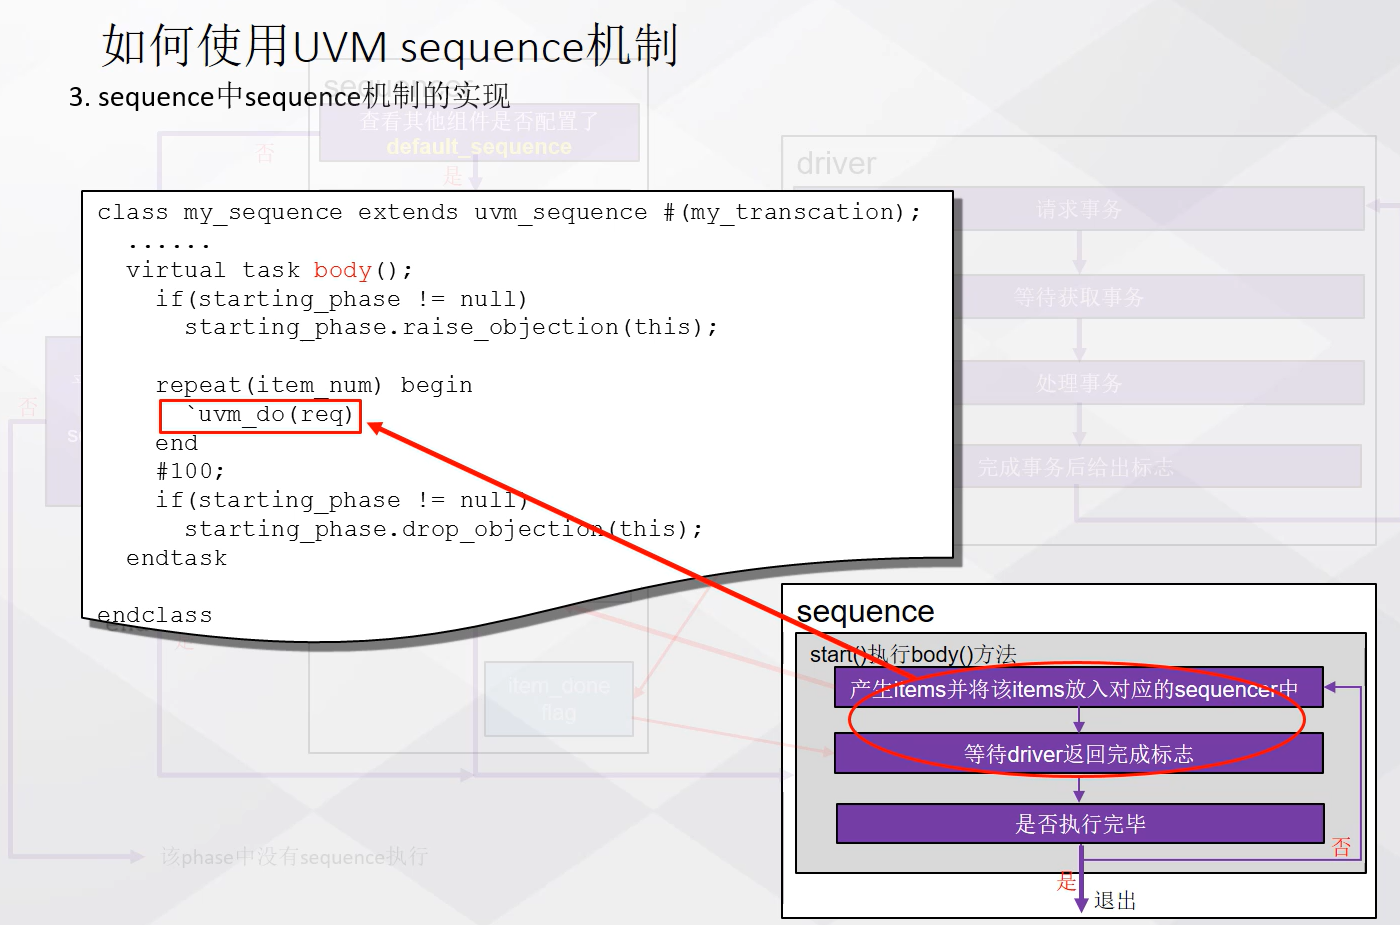 如何使用UVM sequence机制
sequencer
3. sequence中sequence机制的实现
查看其他组件是否配置了
default_sequence
否
是
driver
请求事务
等待获取事务
处理事务
完成事务后给出标志
class my_sequence extends uvm_sequence #(my_transcation);
......
virtual task body();
if(starting_phase != null)
starting_phase.raise_objection(this);
repeat(item_num) begin
`uvm_do(req)
end
#100;
if(starting_phase != null)
starting_phase.drop_objection(this);
endtask
endclass
否
是
item_done
flag
该phase中没有sequence执行
sequence
start()执行body()方法
产生items并将该items放入对应的sequencer中
等待driver返回完成标志
是否执行完毕
否
是
退出